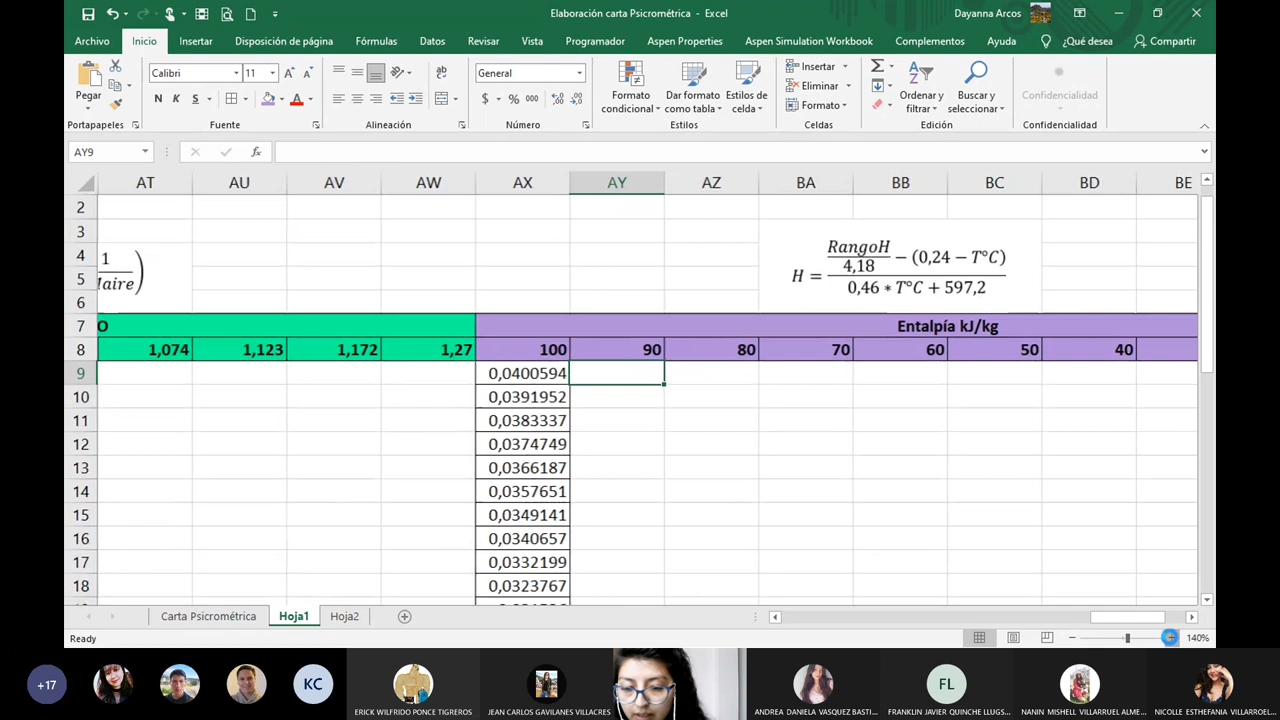 Elaboración carta Psicrométrica - Excel
Dayanna Arcos
Archivo Inicio Insertar Disposición de página Fórmulas Datos Revisar Vista Programador Aspen Properties Aspen Simulation Workbook Complementos Ayuda ¿Qué desea Compartir
Pegar
Calibri 11
N K S
General
$ % 000
Formato condicional
Dar formato como tabla
Estilos de celda
Insertar
Eliminar
Formato
Ordenar y filtrar
Buscar y seleccionar
Confidencialidad
Portapapeles Fuente Alineación Número Estilos Celdas Edición Confidencialidad
AY9 fx
AT AU AV AW AX AY AZ BA BB BC BD BE
2
3
4 1 RangoH
5 Maire ) H = 4,18 − (0,24 − T°C)
6 0,46 ∗ T°C + 597,2
7 O Entalpía kJ/kg
8 1,074 1,123 1,172 1,27 100 90 80 70 60 50 40
9 0,0400594
10 0,0391952
11 0,0383337
12 0,0374749
13 0,0366187
14 0,0357651
15 0,0349141
16 0,0340657
17 0,0332199
18 0,0323767
Carta Psicrométrica Hoja1 Hoja2
Ready 140%
+17 KC FL
ERICK WILFRIDO PONCE TIGREROS
JEAN CARLOS GAVILANES VILLACRES
ANDREA DANIELA VASQUEZ BASTI...
FRANKLIN JAVIER QUINCHE LLUGS...
NANIN MISHELL VILLARRUEL ALME...
NICOLE ESTHEFANIA VILLARROEL...